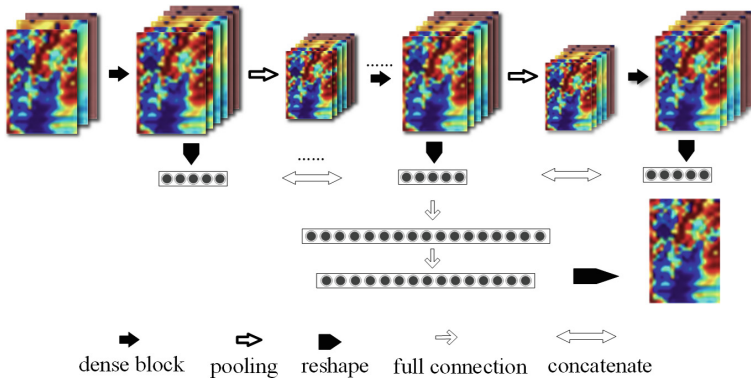 ......
......
dense block pooling reshape full connection concatenate